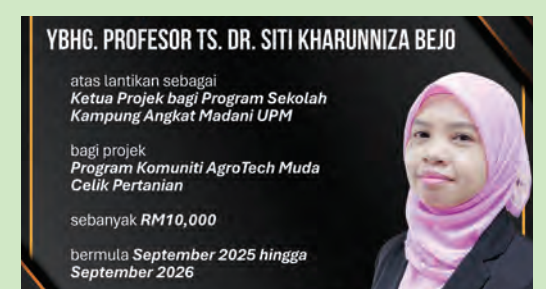 YBHG. PROFESOR TS. DR. SITI KHARUNNIZA BEJO
atas lantikan sebagai
Ketua Projek bagi Program Sekolah
Kampung Angkat Madani UPM
bagi projek
Program Komuniti AgroTech Muda
Celik Pertanian
sebanyak RM10,000
bermula September 2025 hingga
September 2026